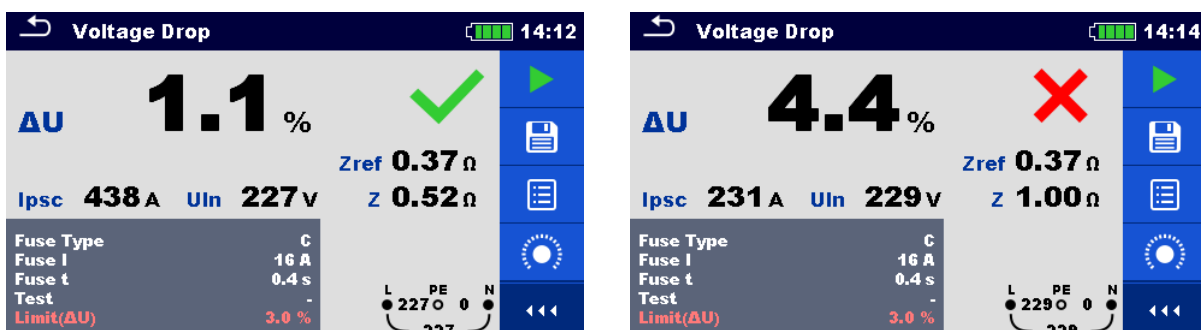 Voltage Drop 14:12
ΔU 1.1 %
Zref 0.37 Ω
Ipsc 438 A Uln 227 V Z 0.52 Ω
Fuse Type C
Fuse I 16 A
Fuse t 0.4 s
Test -
Limit(ΔU) 3.0 %
L PE N
227 0
227
Voltage Drop 14:14
ΔU 4.4 %
Zref 0.37 Ω
Ipsc 231 A Uln 229 V Z 1.00 Ω
Fuse Type C
Fuse I 16 A
Fuse t 0.4 s
Test -
Limit(ΔU) 3.0 %
L PE N
229 0
229